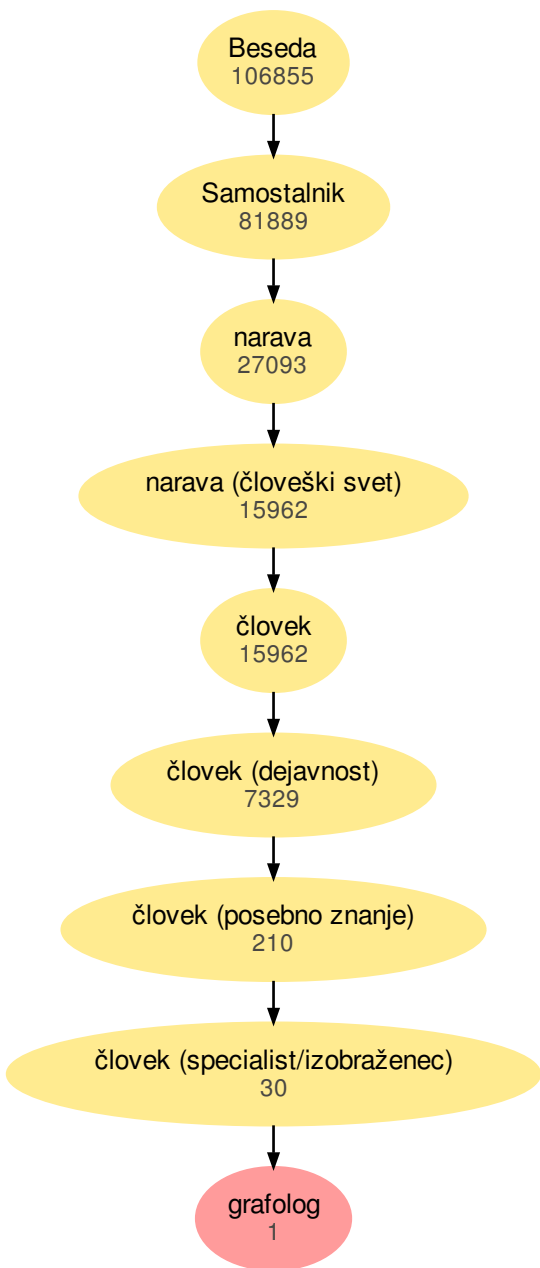 Beseda
106855
Samostalnik
81889
narava
27093
narava (človeški svet)
15962
človek
15962
človek (dejavnost)
7329
človek (posebno znanje)
210
človek (specialist/izobraženec)
30
grafolog
1